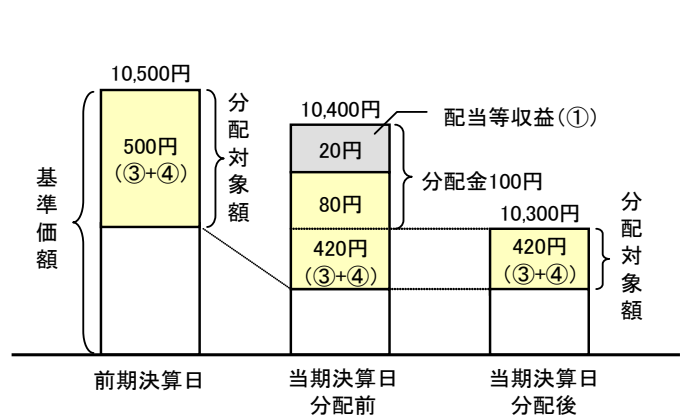 10,500円
500円
(③+④)
分配対象額
基準価額
10,400円
配当等収益(①)
20円
分配金100円
80円
420円
(③+④)
10,300円
420円
(③+④)
分配対象額
前期決算日
当期決算日
分配前
当期決算日
分配後